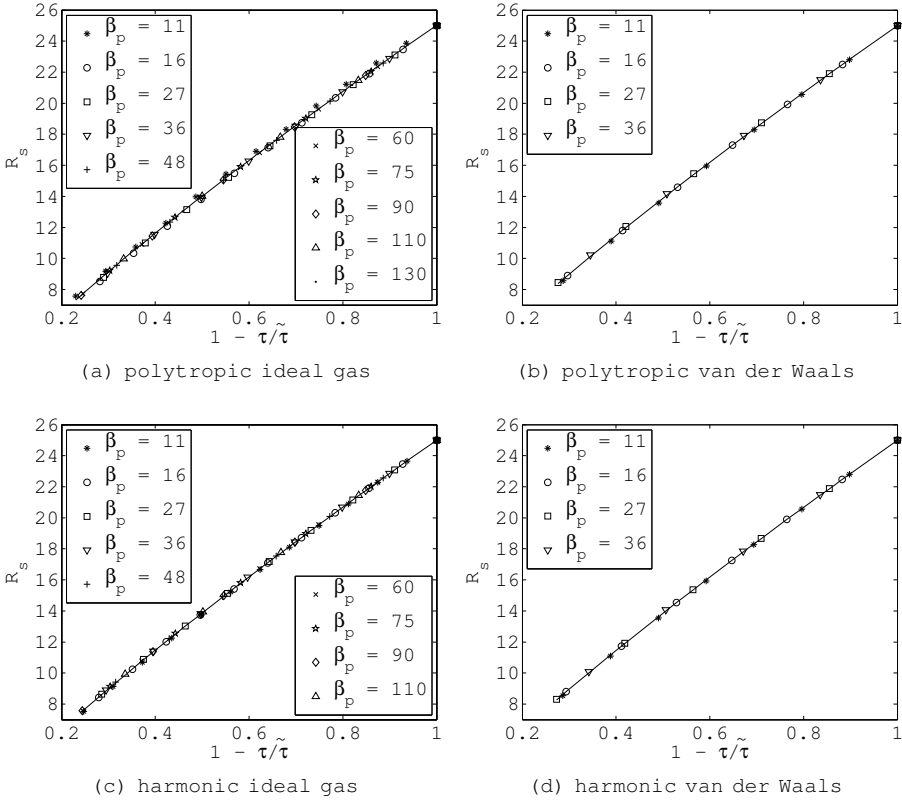 26
24
22
20
18
16
14
12
10
8
R_s
β_p = 11
β_p = 16
β_p = 27
β_p = 36
β_p = 48
β_p = 60
β_p = 75
β_p = 90
β_p = 110
β_p = 130
0.2 0.4 0.6 0.8 1
1 - τ/τ̃
(a) polytropic ideal gas
26
24
22
20
18
16
14
12
10
8
R_s
β_p = 11
β_p = 16
β_p = 27
β_p = 36
0.2 0.4 0.6 0.8 1
1 - τ/τ̃
(b) polytropic van der Waals
26
24
22
20
18
16
14
12
10
8
R_s
β_p = 11
β_p = 16
β_p = 27
β_p = 36
β_p = 48
β_p = 60
β_p = 75
β_p = 90
β_p = 110
0.2 0.4 0.6 0.8 1
1 - τ/τ̃
(c) harmonic ideal gas
26
24
22
20
18
16
14
12
10
8
R_s
β_p = 11
β_p = 16
β_p = 27
β_p = 36
0.2 0.4 0.6 0.8 1
1 - τ/τ̃
(d) harmonic van der Waals